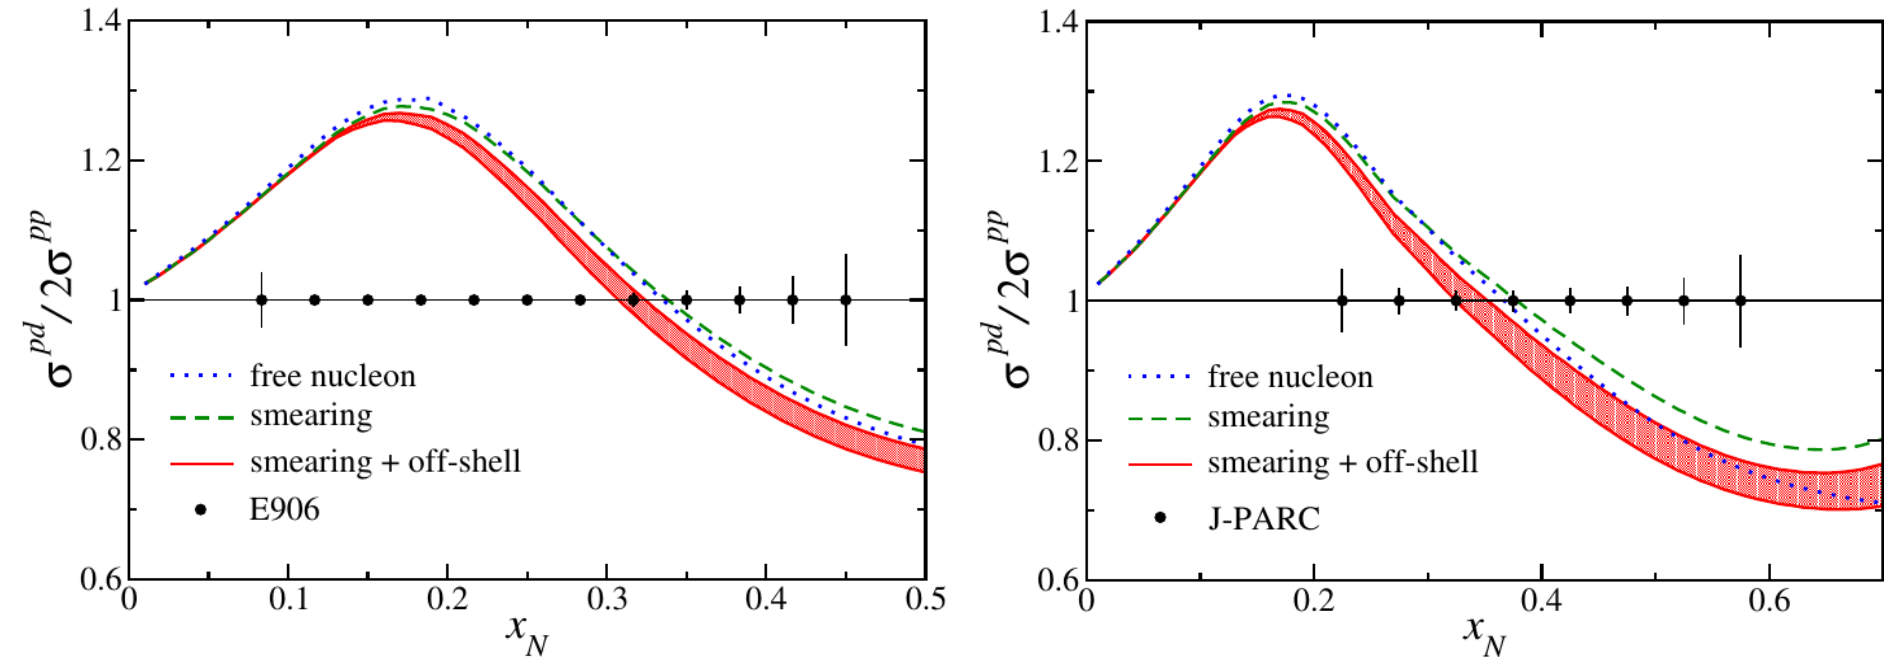 1.4
1.2
1
0.8
0.6
0
0.1
0.2
0.3
0.4
0.5
σ^{pd}/2σ^{pp}
x_N
free nucleon
smearing
smearing + off-shell
E906
1.4
1.2
1
0.8
0.6
0
0.2
0.4
0.6
σ^{pd}/2σ^{pp}
x_N
free nucleon
smearing
smearing + off-shell
J-PARC